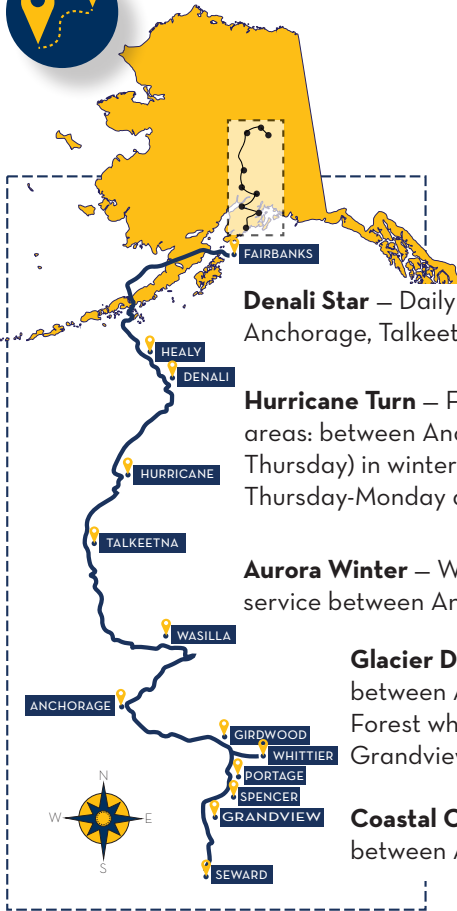 FAIRBANKS
Denali Star – Daily
Anchorage, Talkeet
HEALY
DENALI
Hurricane Turn – F
areas: between Anc
Thursday) in winter
Thursday-Monday
HURRICANE
TALKEETNA
Aurora Winter – W
service between An
WASILLA
Glacier D
between A
Forest wh
Grandview
ANCHORAGE
GIRDWOOD
WHITTIER
PORTAGE
SPENCER
GRANDVIEW
Coastal C
between A
SEWARD
N
W
E
S